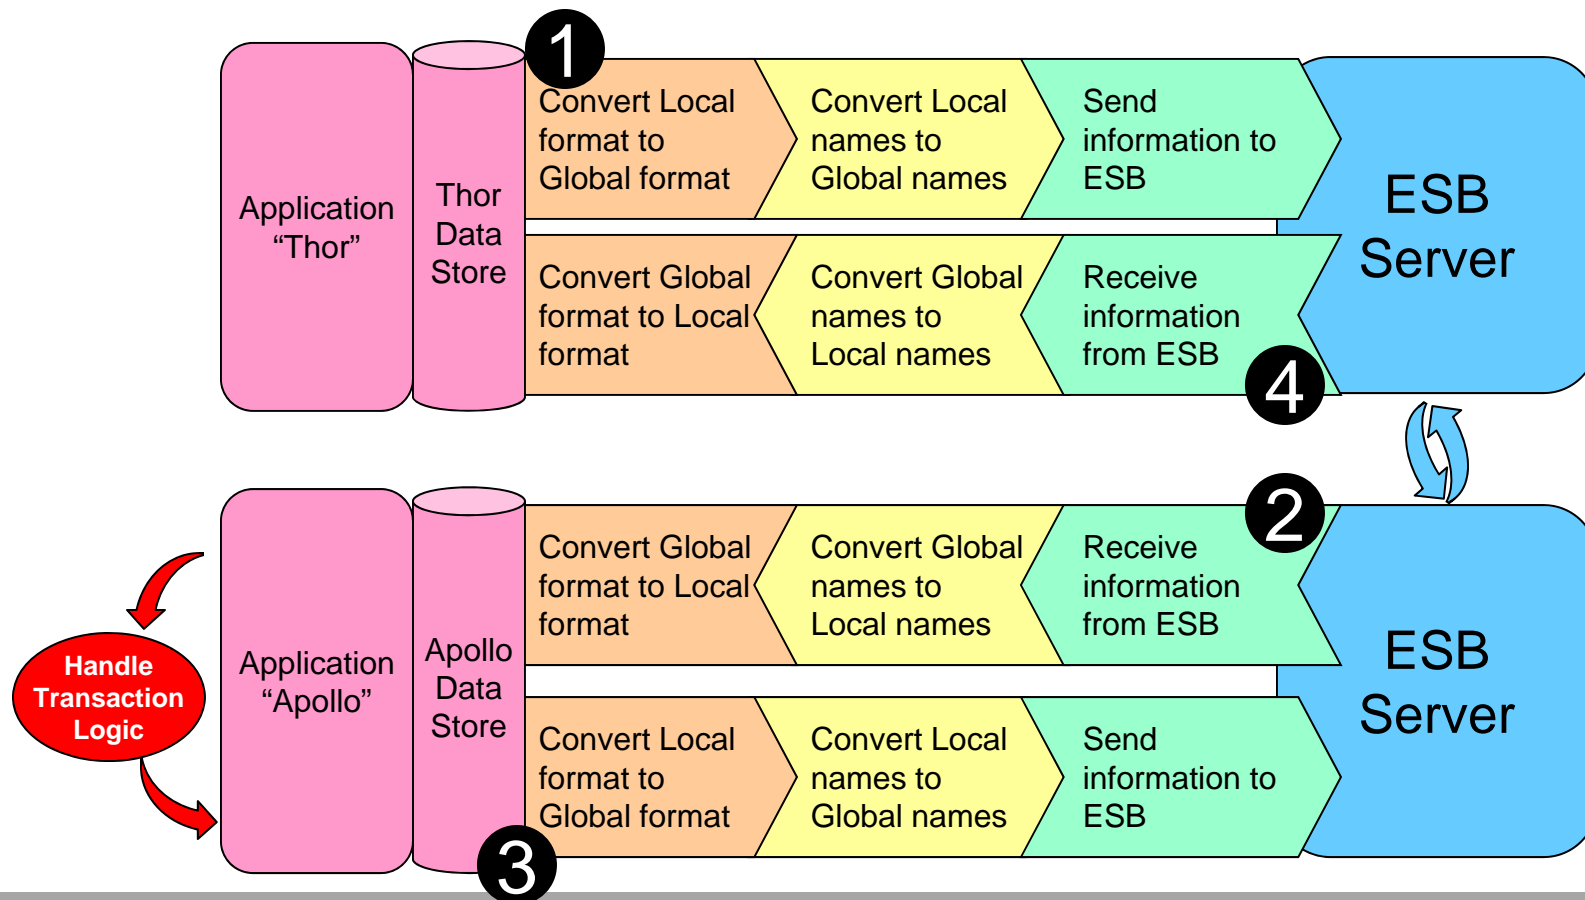 1
Convert Local
format to
Global format
Convert Local
names to
Global names
Send
information to
ESB
Application
“Thor”
Thor
Data
Store
ESB
Server
Convert Global
format to Local
format
Convert Global
names to
Local names
Receive
information
from ESB
4
2
Convert Global
format to Local
format
Convert Global
names to
Local names
Receive
information
from ESB
Handle
Transaction
Logic
Application
“Apollo”
Apollo
Data
Store
ESB
Server
Convert Local
format to
Global format
Convert Local
names to
Global names
Send
information to
ESB
3